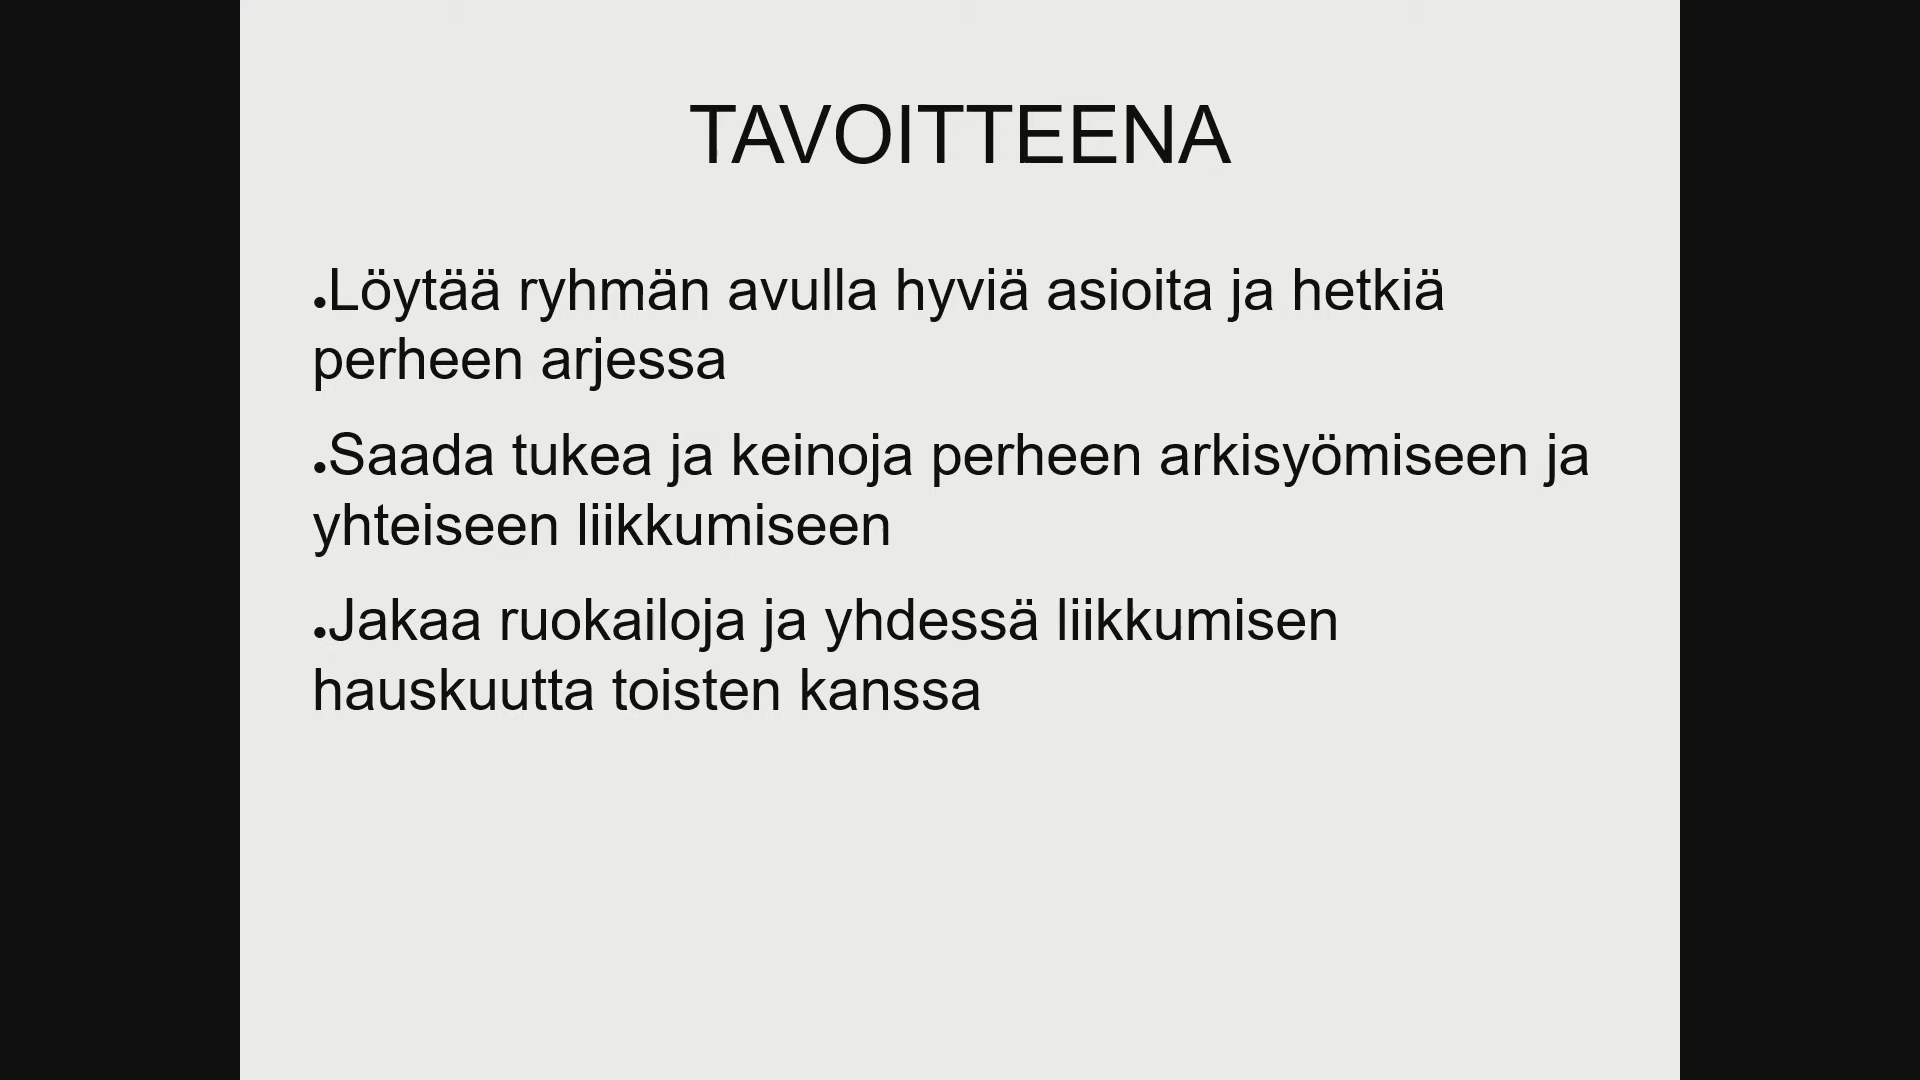 TAVOITTEENA
●Löytää ryhmän avulla hyviä asioita ja hetkiä
perheen arjessa
●Saada tukea ja keinoja perheen arkisyömiseen ja
yhteiseen liikkumiseen
●Jakaa ruokailoja ja yhdessä liikkumisen
hauskuutta toisten kanssa